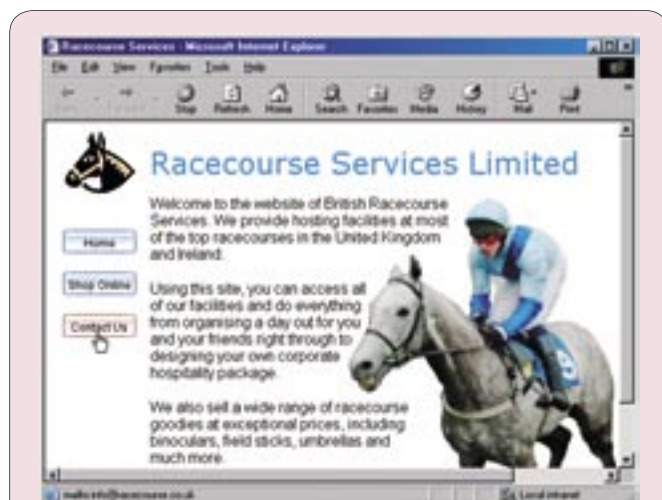 Racecourse Services - Microsoft Internet Explorer
File Edit View Favorites Tools Help
Stop Refresh Home Search Favorites Media History Mail Print
Racecourse Services Limited
Welcome to the website of British Racecourse
Services. We provide hosting facilities at most
of the top racecourses in the United Kingdom
and Ireland.
Home
Shop Online
Using this site, you can access all
of our facilities and do everything
from organising a day out for you
and your friends right through to
designing your own corporate
hospitality package.
Contact Us
We also sell a wide range of racecourse
goodies at exceptional prices, including
binoculars, field sticks, umbrellas and
much more.
mailto:info@racecourse.co.uk
Local intranet